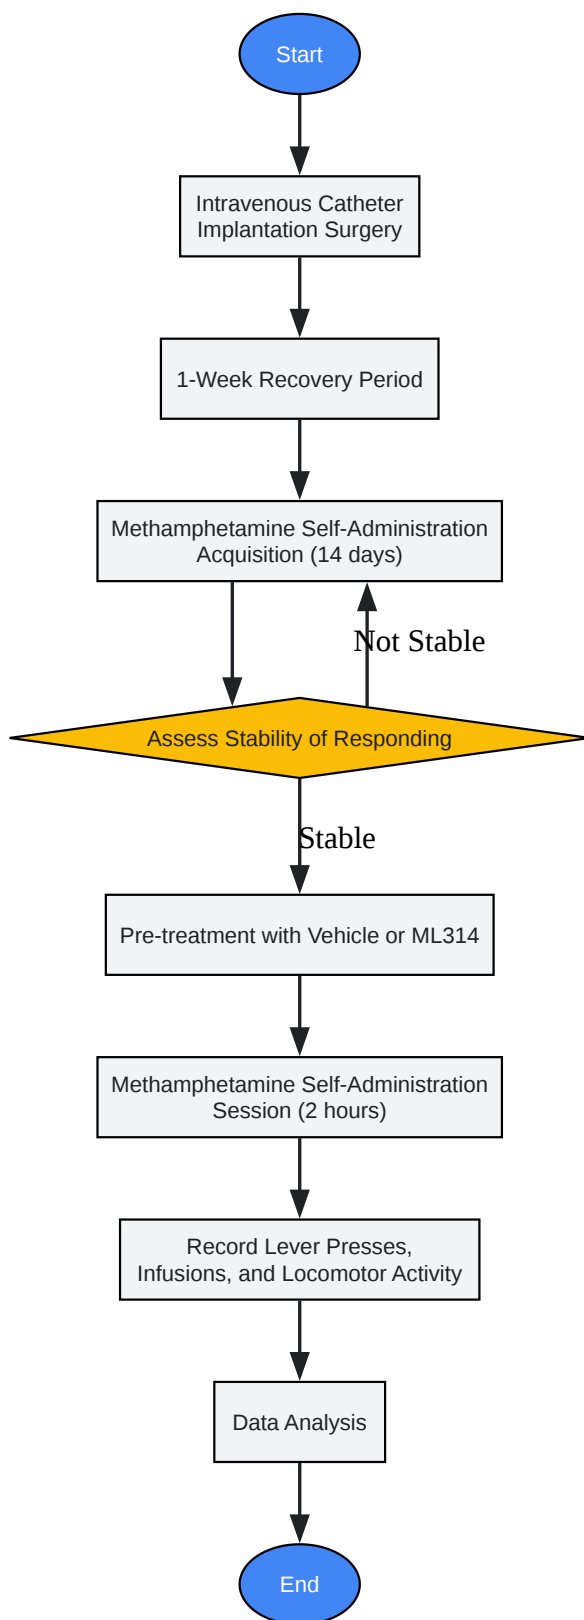 Start
Intravenous Catheter
Implantation Surgery
1-Week Recovery Period
Methamphetamine Self-Administration
Acquisition (14 days)
Not Stable
Assess Stability of Responding
Stable
Pre-treatment with Vehicle or ML314
Methamphetamine Self-Administration
Session (2 hours)
Record Lever Presses,
Infusions, and Locomotor Activity
Data Analysis
End